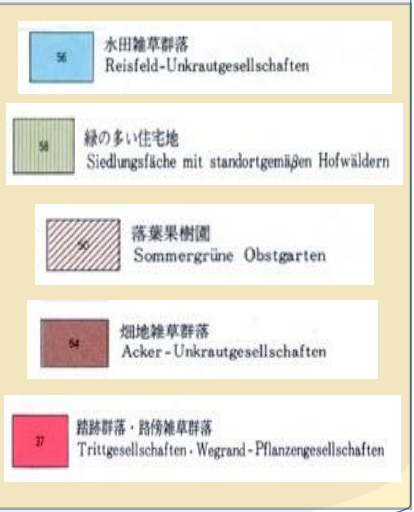 56
水田雑草群落
Reisfeld-Unkrautgesellschaften
58
緑の多い住宅地
Siedlungsfäche mit standortgemäßen Hofwäldern
50
落葉果樹園
Sommergrüne Obstgarten
54
畑地雑草群落
Acker-Unkrautgesellschaften
37
踏跡群落・路傍雑草群落
Trittgesellschaften・Wegrand-Pflanzengesellschaften